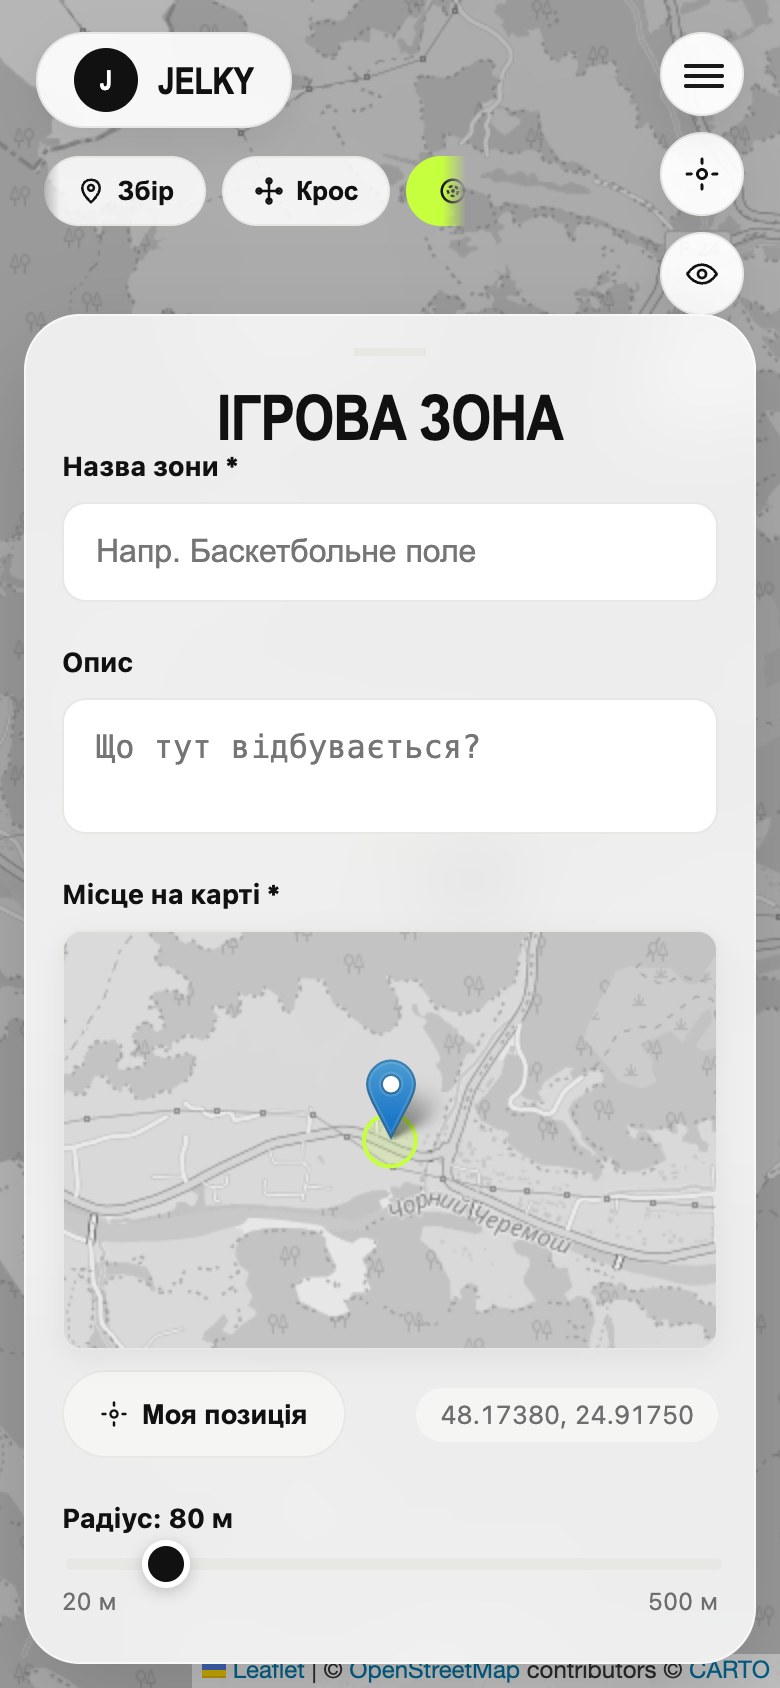 J JELKY
Збір
Крос
ІГРОВА ЗОНА
Назва зони *
Напр. Баскетбольне поле
Опис
Що тут відбувається?
Місце на карті *
Чорний Черемош
Моя позиція
48.17380, 24.91750
Радіус: 80 м
20 м
500 м
Leaflet | © OpenStreetMap contributors © CARTO